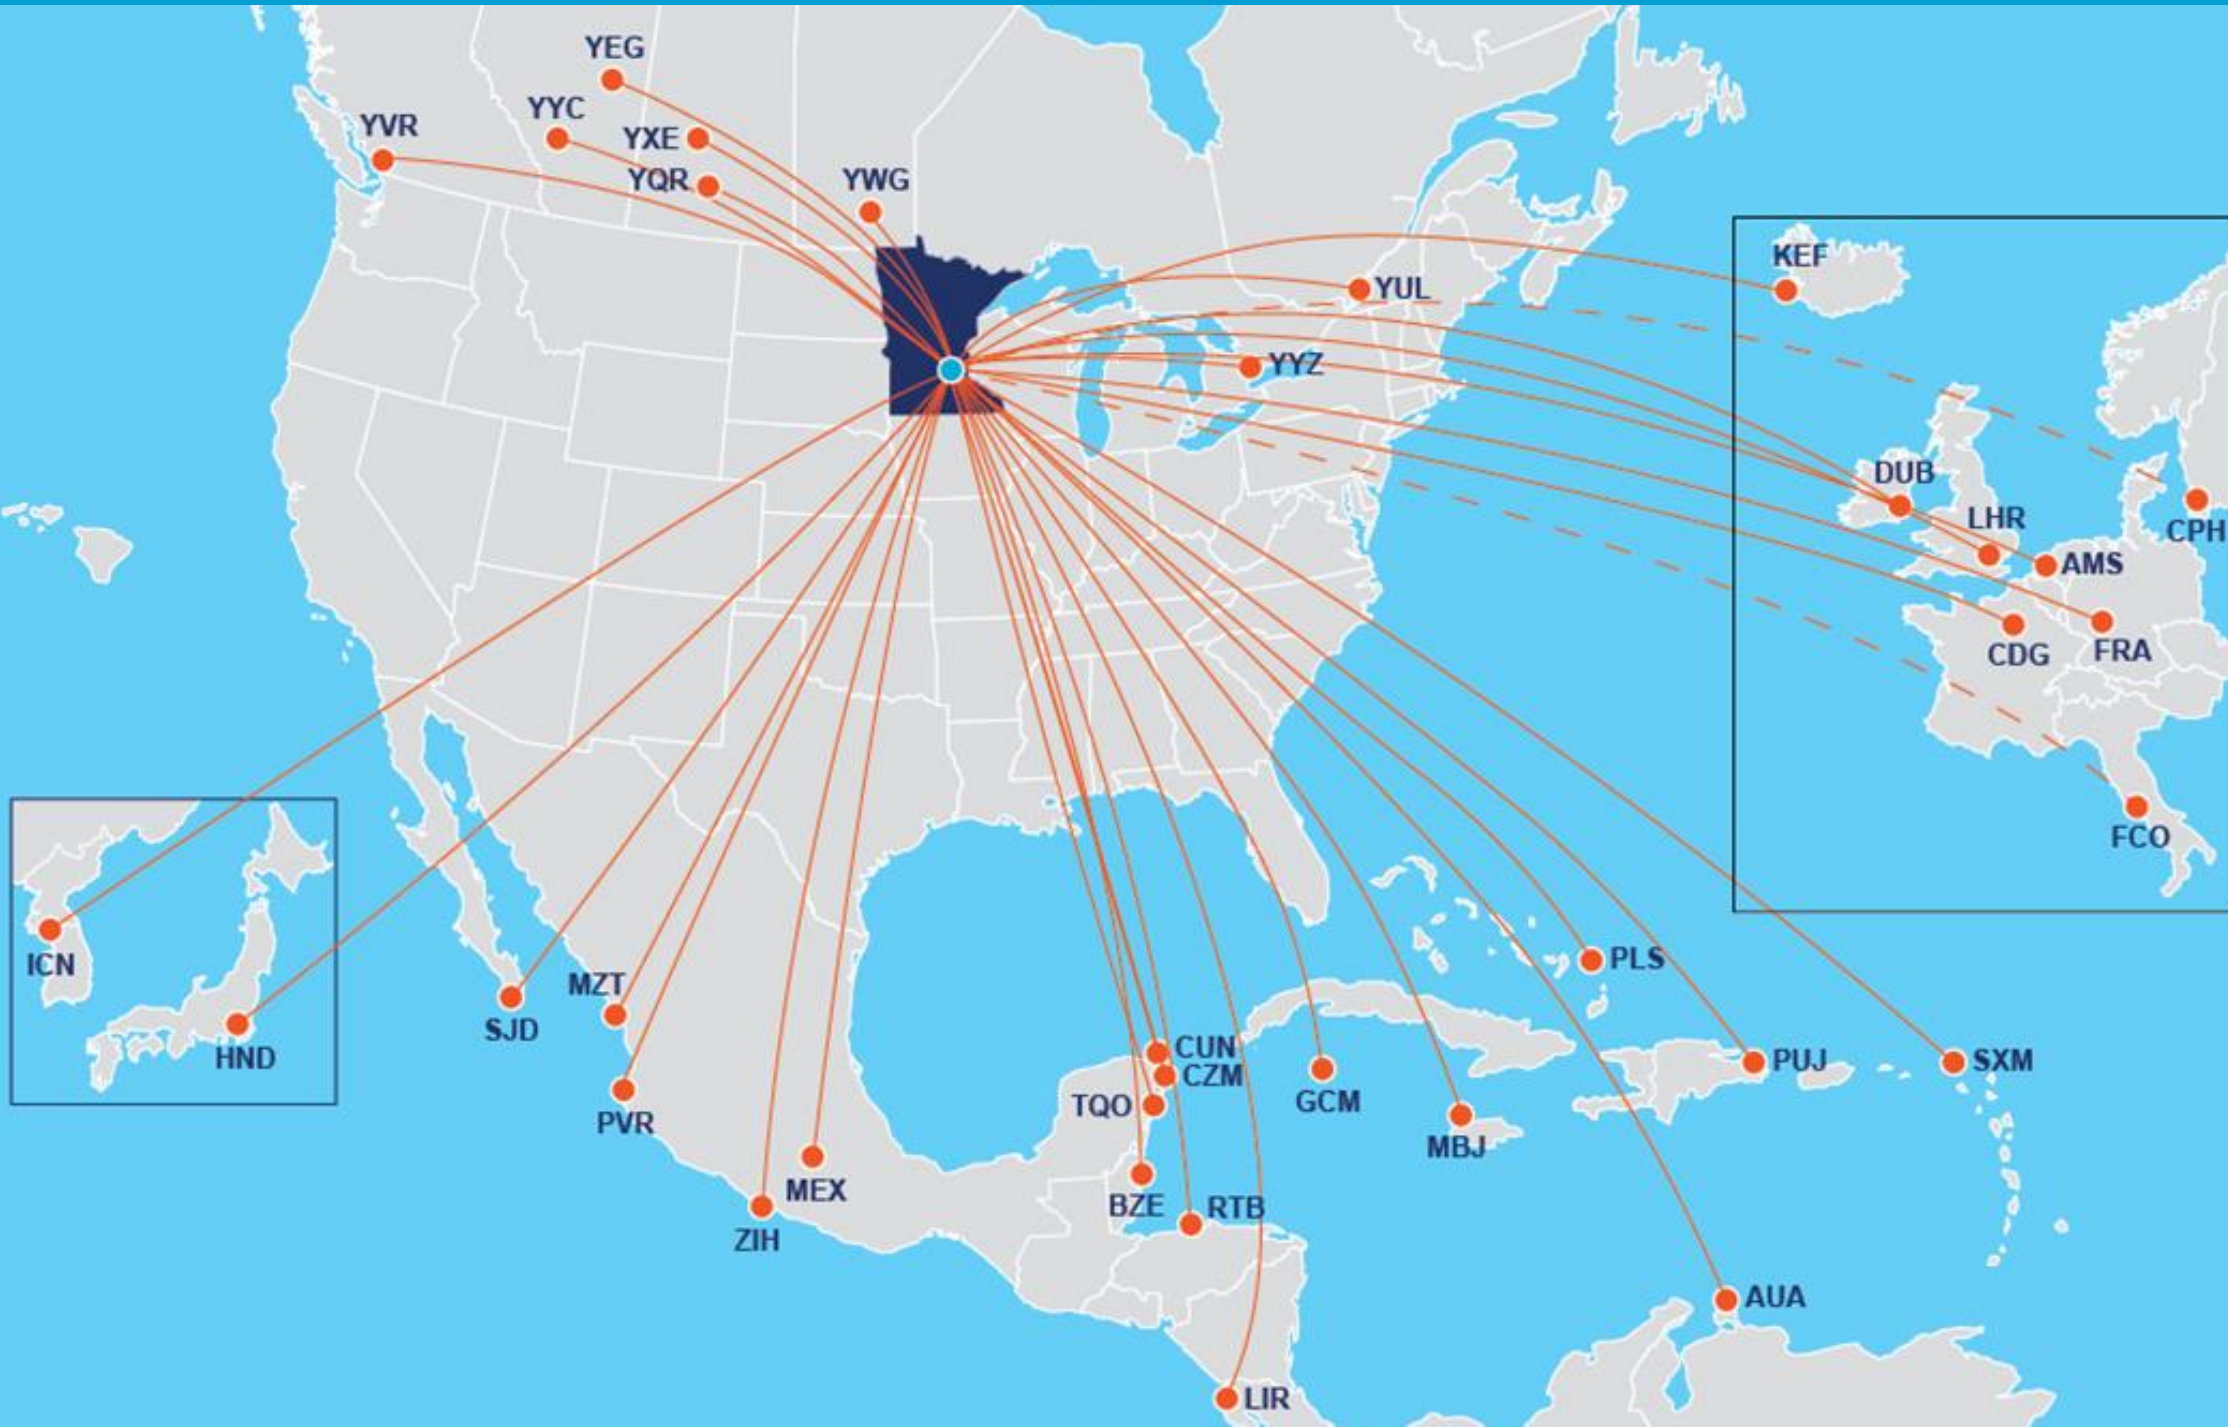 YEG
YYC
YVR
YXE
YQR
YWG
KEF
YUL
YYZ
DUB
LHR
CPH
AMS
CDG
FRA
FCO
ICN
HND
SJD
MZT
PVR
ZIH
MEX
CUN
CZM
TQO
BZE
RTB
GCM
MBJ
PLS
PUJ
SXM
AUA
LIR